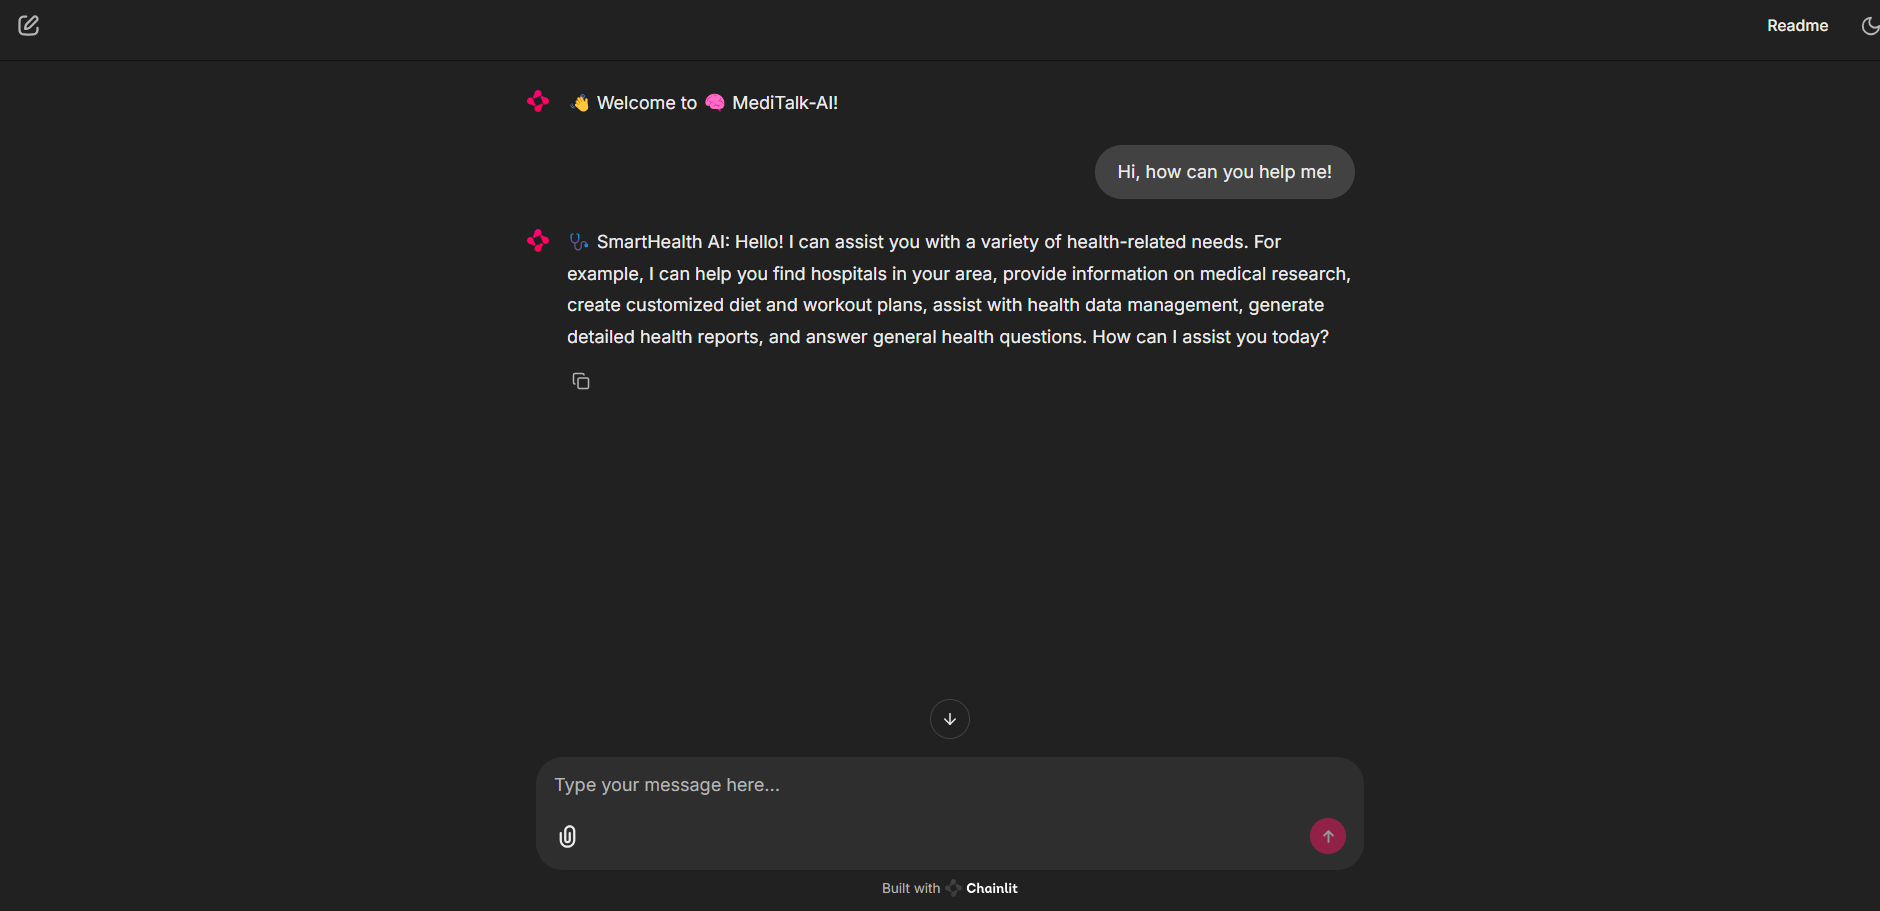 Readme
👋 Welcome to 🧠 MediTalk-AI!
Hi, how can you help me!
🩺 SmartHealth AI: Hello! I can assist you with a variety of health-related needs. For
example, I can help you find hospitals in your area, provide information on medical research,
create customized diet and workout plans, assist with health data management, generate
detailed health reports, and answer general health questions. How can I assist you today?
Type your message here...
Built with Chainlit